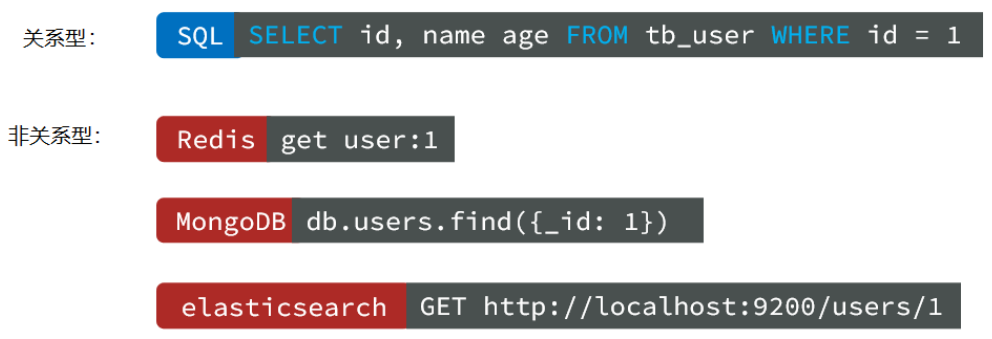 关系型: SQL SELECT id, name age FROM tb_user WHERE id = 1
非关系型: Redis get user:1
MongoDB db.users.find({_id: 1})
elasticsearch GET http://localhost:9200/users/1